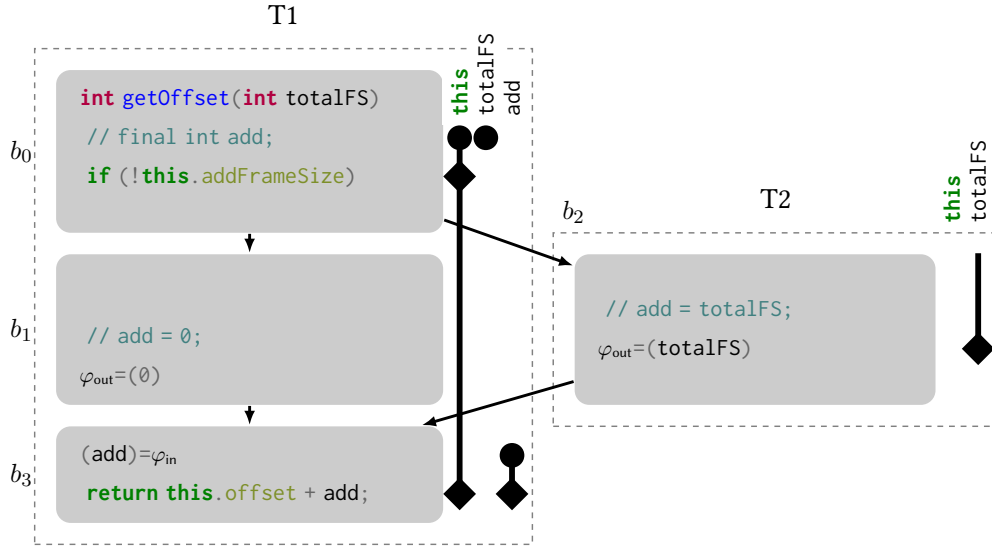 T1
this
totalFS
add
b0
int getOffset(int totalFS)
// final int add;
if (!this.addFrameSize)
b1
// add = 0;
φout=(0)
b3
(add)=φin
return this.offset + add;
b2
T2
this
totalFS
// add = totalFS;
φout=(totalFS)